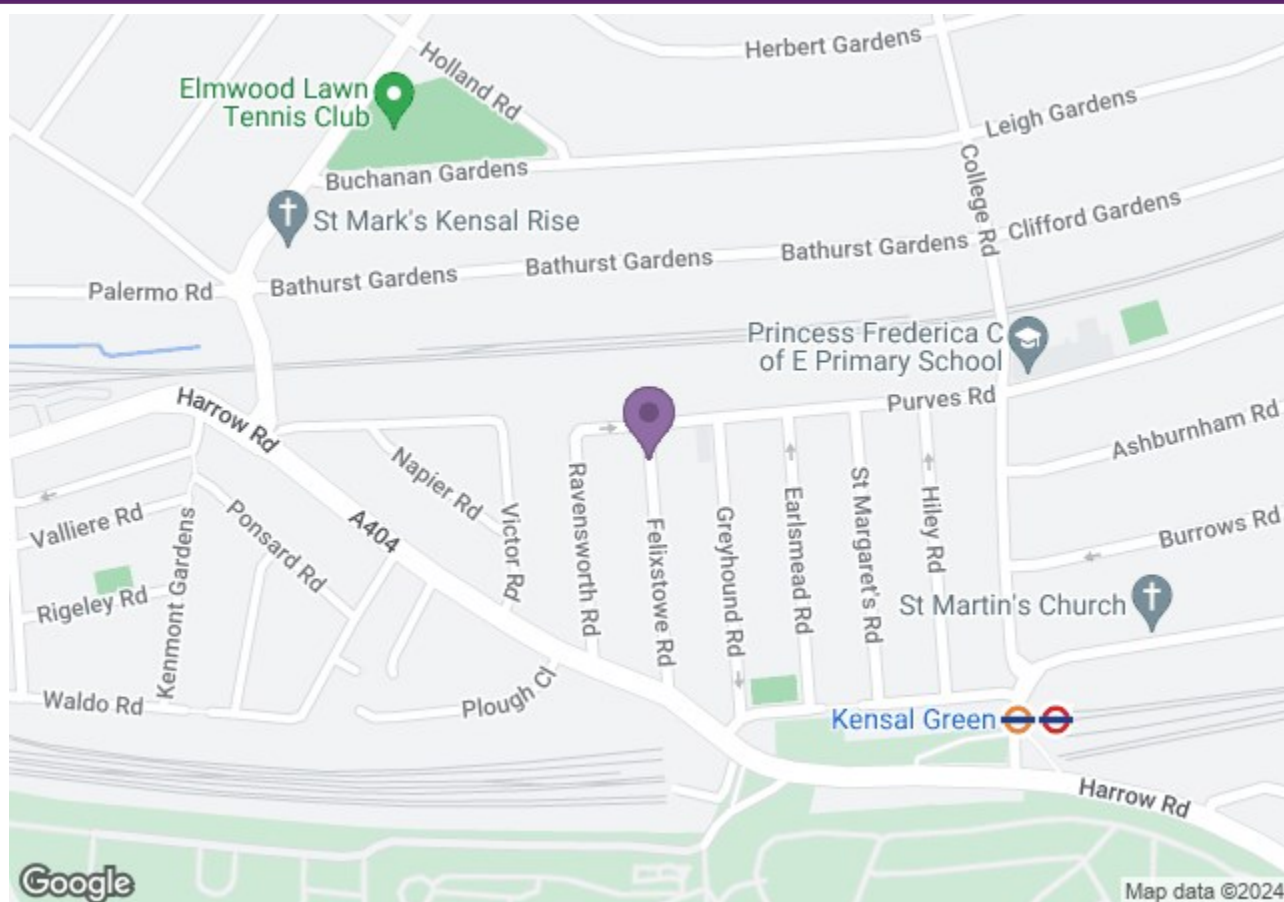 Herbert Gardens
Holland Rd
Elmwood Lawn
Tennis Club
Leigh Gardens
Buchanan Gardens
College Rd
St Mark's Kensal Rise
Clifford Gardens
Bathurst Gardens
Bathurst Gardens
Bathurst Gardens
Palermo Rd
Princess Frederica C
of E Primary School
Purves Rd
Harrow Rd
Ashburnham Rd
Napier Rd
Victor Rd
Ravensworth Rd
Felixstowe Rd
Greyhound Rd
Earlsmead Rd
St Margaret's Rd
Hiley Rd
Valliere Rd
Ponsard Rd
A404
Burrows Rd
Rigeley Rd
Kenmont Gardens
St Martin's Church
Waldo Rd
Plough Cl
Kensal Green
Harrow Rd
Google
Map data ©2024